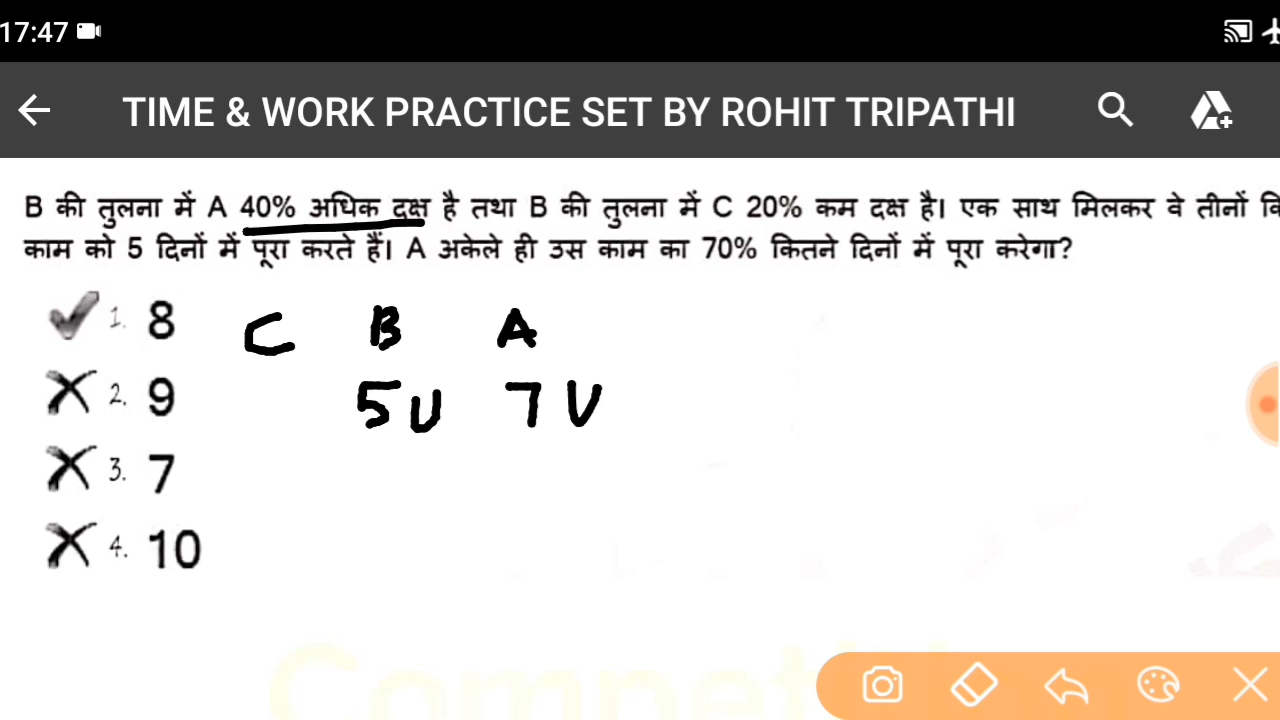 17:47
TIME & WORK PRACTICE SET BY ROHIT TRIPATHI
B की तुलना में A 40% अधिक दक्ष है तथा B की तुलना में C 20% कम दक्ष है। एक साथ मिलकर वे तीनों कि
काम को 5 दिनों में पूरा करते हैं। A अकेले ही उस काम का 70% कितने दिनों में पूरा करेगा?
1. 8
2. 9
3. 7
4. 10
C B A
5U 7U